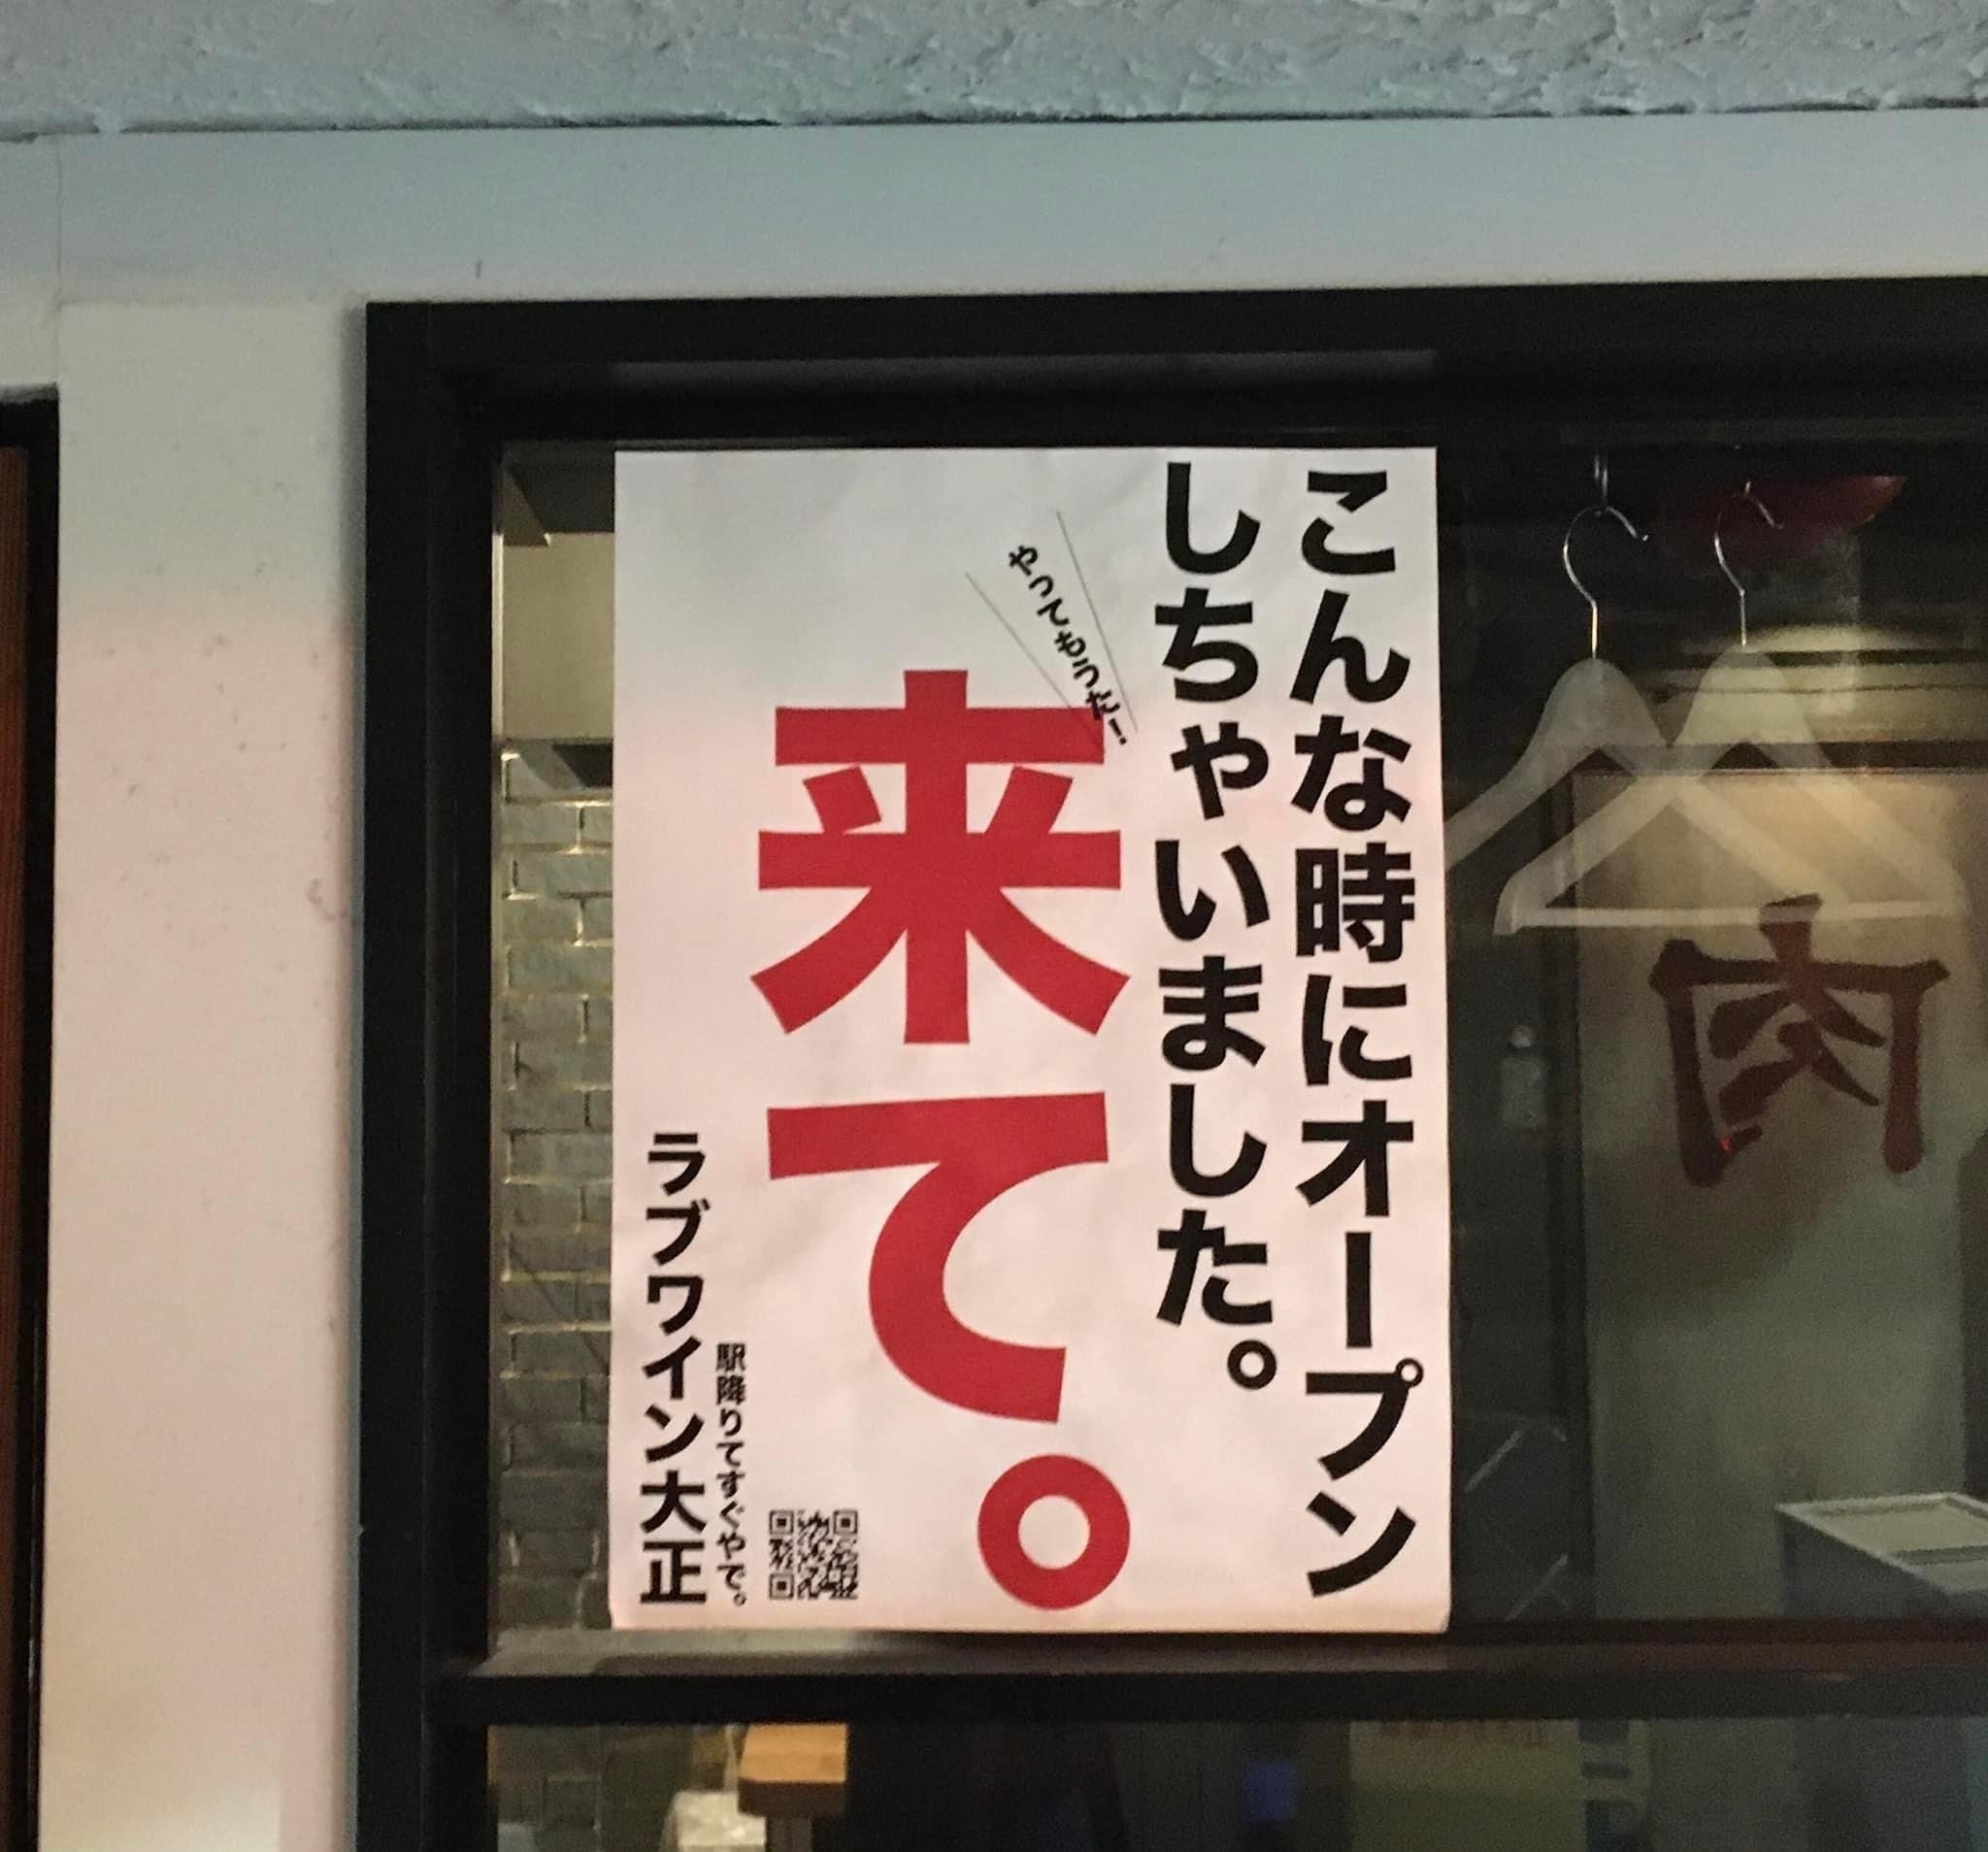 こんな時にオープン
しちゃいました。
やってもうた！
来て。
駅降りてすぐやで。
ラブワイン大正
肉